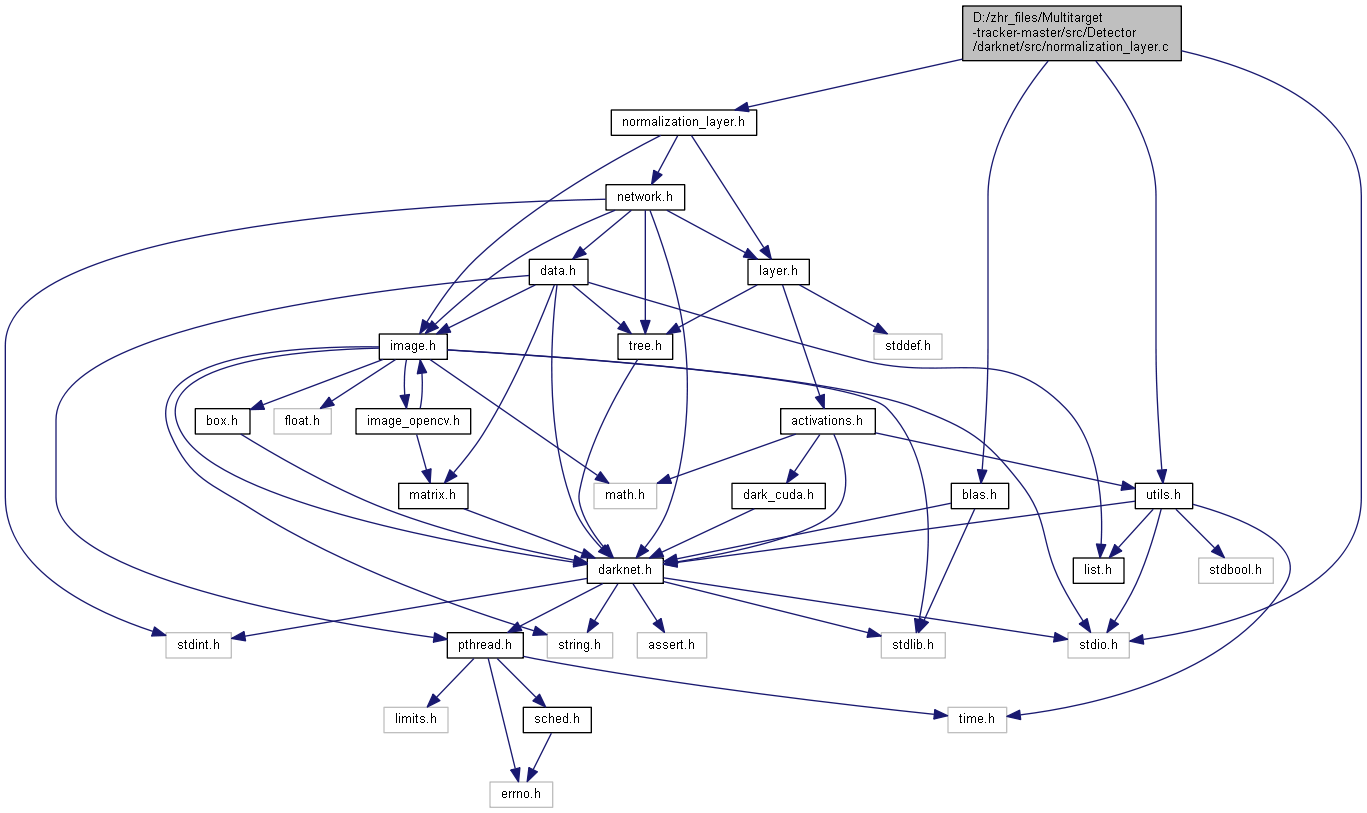 D:/zhr_files/Multitarget
-tracker-master/src/Detector
/darknet/src/normalization_layer.c
normalization_layer.h
network.h
data.h
layer.h
image.h
tree.h
stddef.h
box.h
float.h
image_opencv.h
activations.h
matrix.h
math.h
dark_cuda.h
blas.h
utils.h
darknet.h
list.h
stdbool.h
stdint.h
pthread.h
string.h
assert.h
stdlib.h
stdio.h
limits.h
sched.h
time.h
errno.h